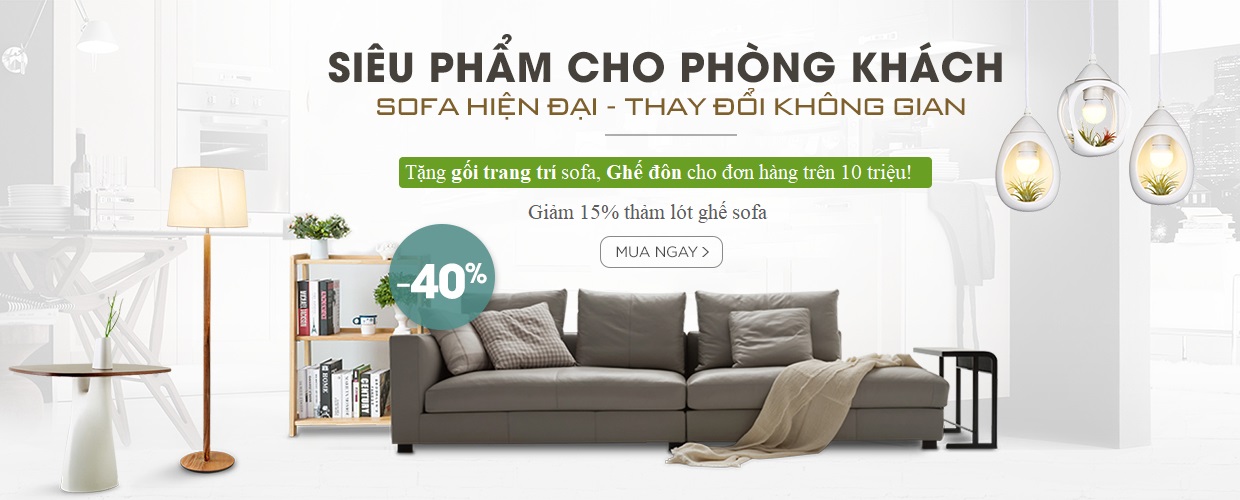 SIÊU PHẨM CHO PHÒNG KHÁCH
SOFA HIỆN ĐẠI - THAY ĐỔI KHÔNG GIAN
Tặng gối trang trí sofa, Ghế đôn cho đơn hàng trên 10 triệu!
Giảm 15% thảm lót ghế sofa
MUA NGAY >
-40%
HOME